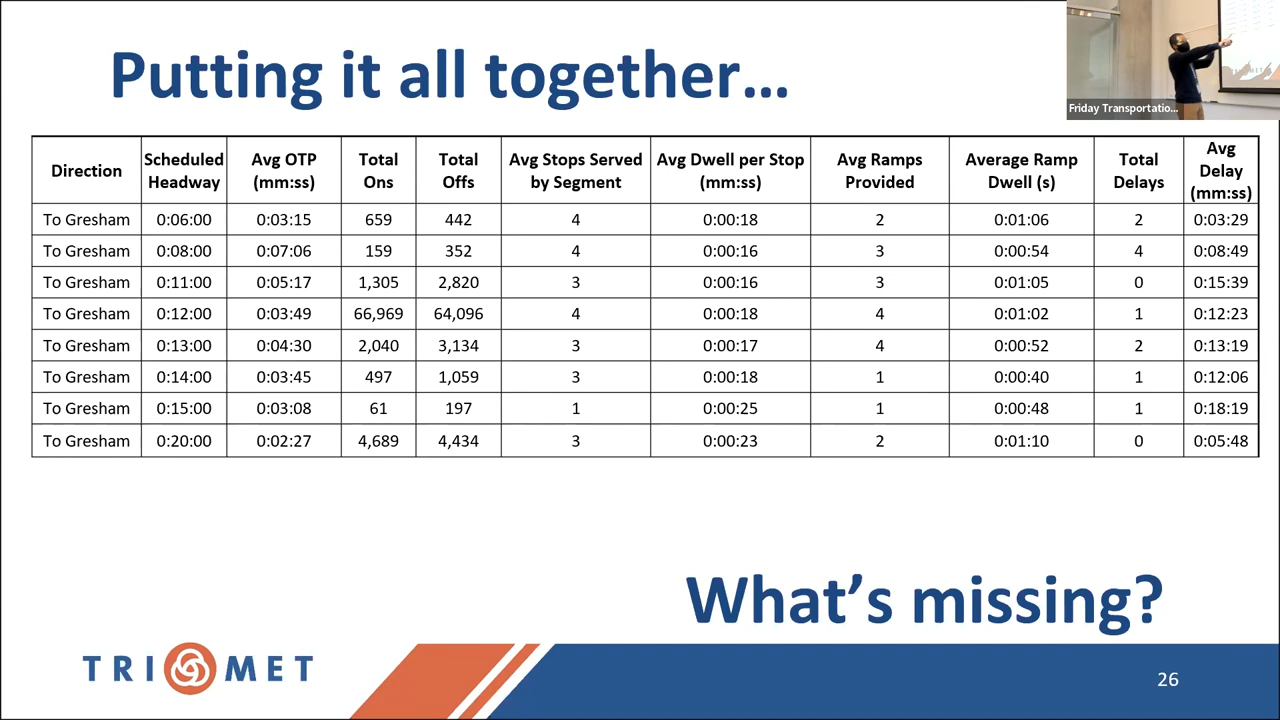 Putting it all together…
Friday Transportatio...
Direction Scheduled Headway Avg OTP (mm:ss) Total Ons Total Offs Avg Stops Served by Segment Avg Dwell per Stop (mm:ss) Avg Ramps Provided Average Ramp Dwell (s) Total Delays Avg Delay (mm:ss)
To Gresham 0:06:00 0:03:15 659 442 4 0:00:18 2 0:01:06 2 0:03:29
To Gresham 0:08:00 0:07:06 159 352 4 0:00:16 3 0:00:54 4 0:08:49
To Gresham 0:11:00 0:05:17 1,305 2,820 3 0:00:16 3 0:01:05 0 0:15:39
To Gresham 0:12:00 0:03:49 66,969 64,096 4 0:00:18 4 0:01:02 1 0:12:23
To Gresham 0:13:00 0:04:30 2,040 3,134 3 0:00:17 4 0:00:52 2 0:13:19
To Gresham 0:14:00 0:03:45 497 1,059 3 0:00:18 1 0:00:40 1 0:12:06
To Gresham 0:15:00 0:03:08 61 197 1 0:00:25 1 0:00:48 1 0:18:19
To Gresham 0:20:00 0:02:27 4,689 4,434 3 0:00:23 2 0:01:10 0 0:05:48
What's missing?
TRI MET
26